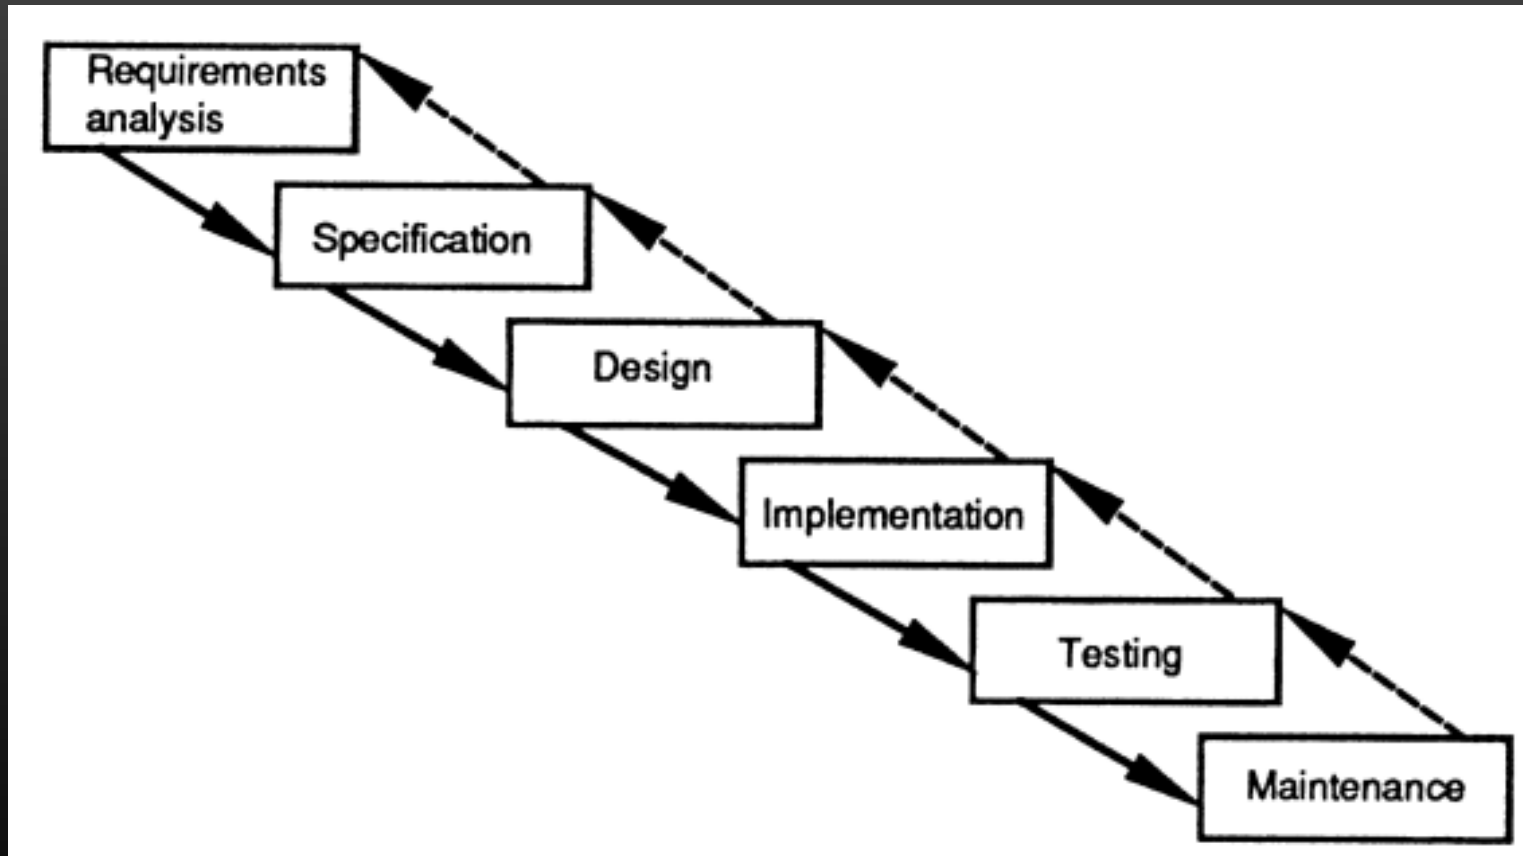 Requirements
analysis
Specification
Design
Implementation
Testing
Maintenance